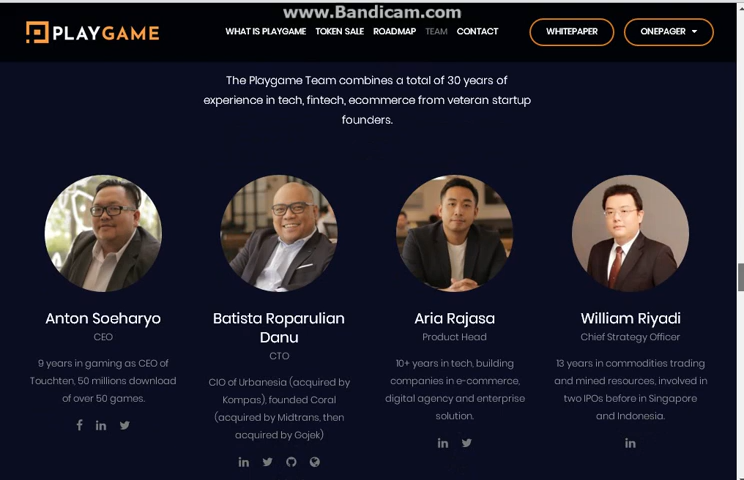 www.Bandicam.com
PLAYGAME
WHAT IS PLAYGAME TOKEN SALE ROADMAP TEAM CONTACT WHITEPAPER ONEPAGER
The Playgame Team combines a total of 30 years of
experience in tech, fintech, ecommerce from veteran startup
founders.
Anton Soeharyo
CEO
9 years in gaming as CEO of
Touchten, 50 millions download
of over 50 games.
Batista Roparulian
Danu
CTO
CIO of Urbanesia (acquired by
Kompas), founded Coral
(acquired by Midtrans, then
acquired by Gojek)
Aria Rajasa
Product Head
10+ years in tech, building
companies in e-commerce,
digital agency and enterprise
solution.
William Riyadi
Chief Strategy Officer
13 years in commodities trading
and mined resources, involved in
two IPOs before in Singapore
and Indonesia.